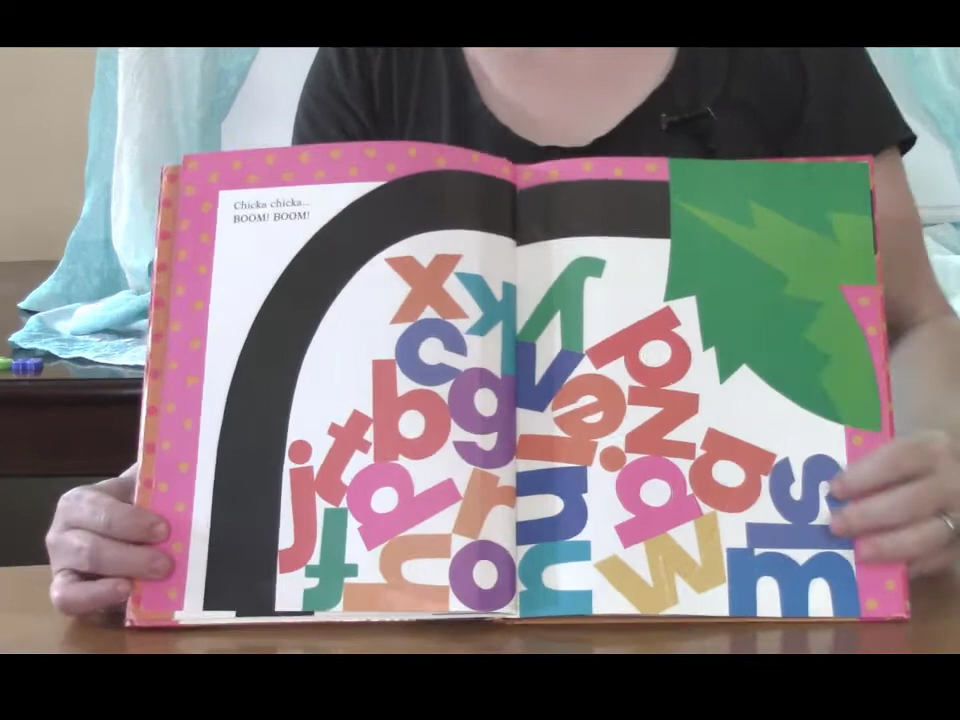 Chicka chicka...
BOOM! BOOM!
x k y
c v p
b g e z
j t i a s
r u l
f h o n w m